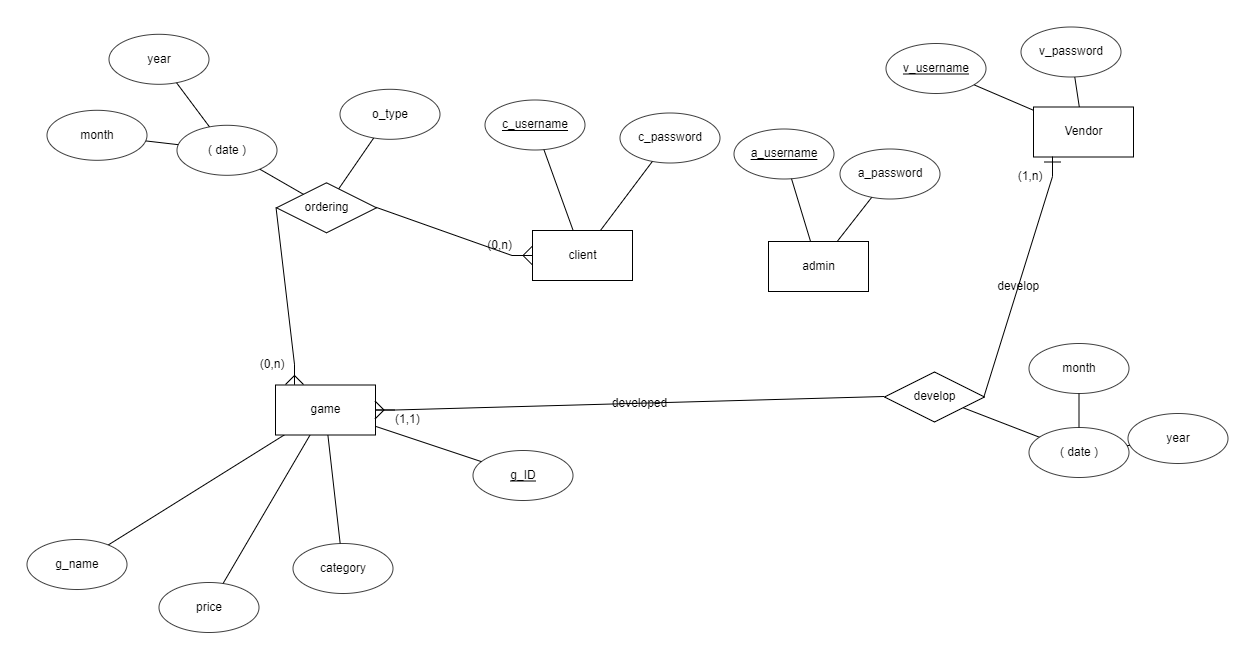 year
v_username
v_password
month
( date )
o_type
c_username
c_password
a_username
a_password
Vendor
(1,n)
ordering
(0,n)
client
admin
develop
(0,n)
game
developed
(1,1)
develop
month
( date )
year
g_ID
g_name
price
category